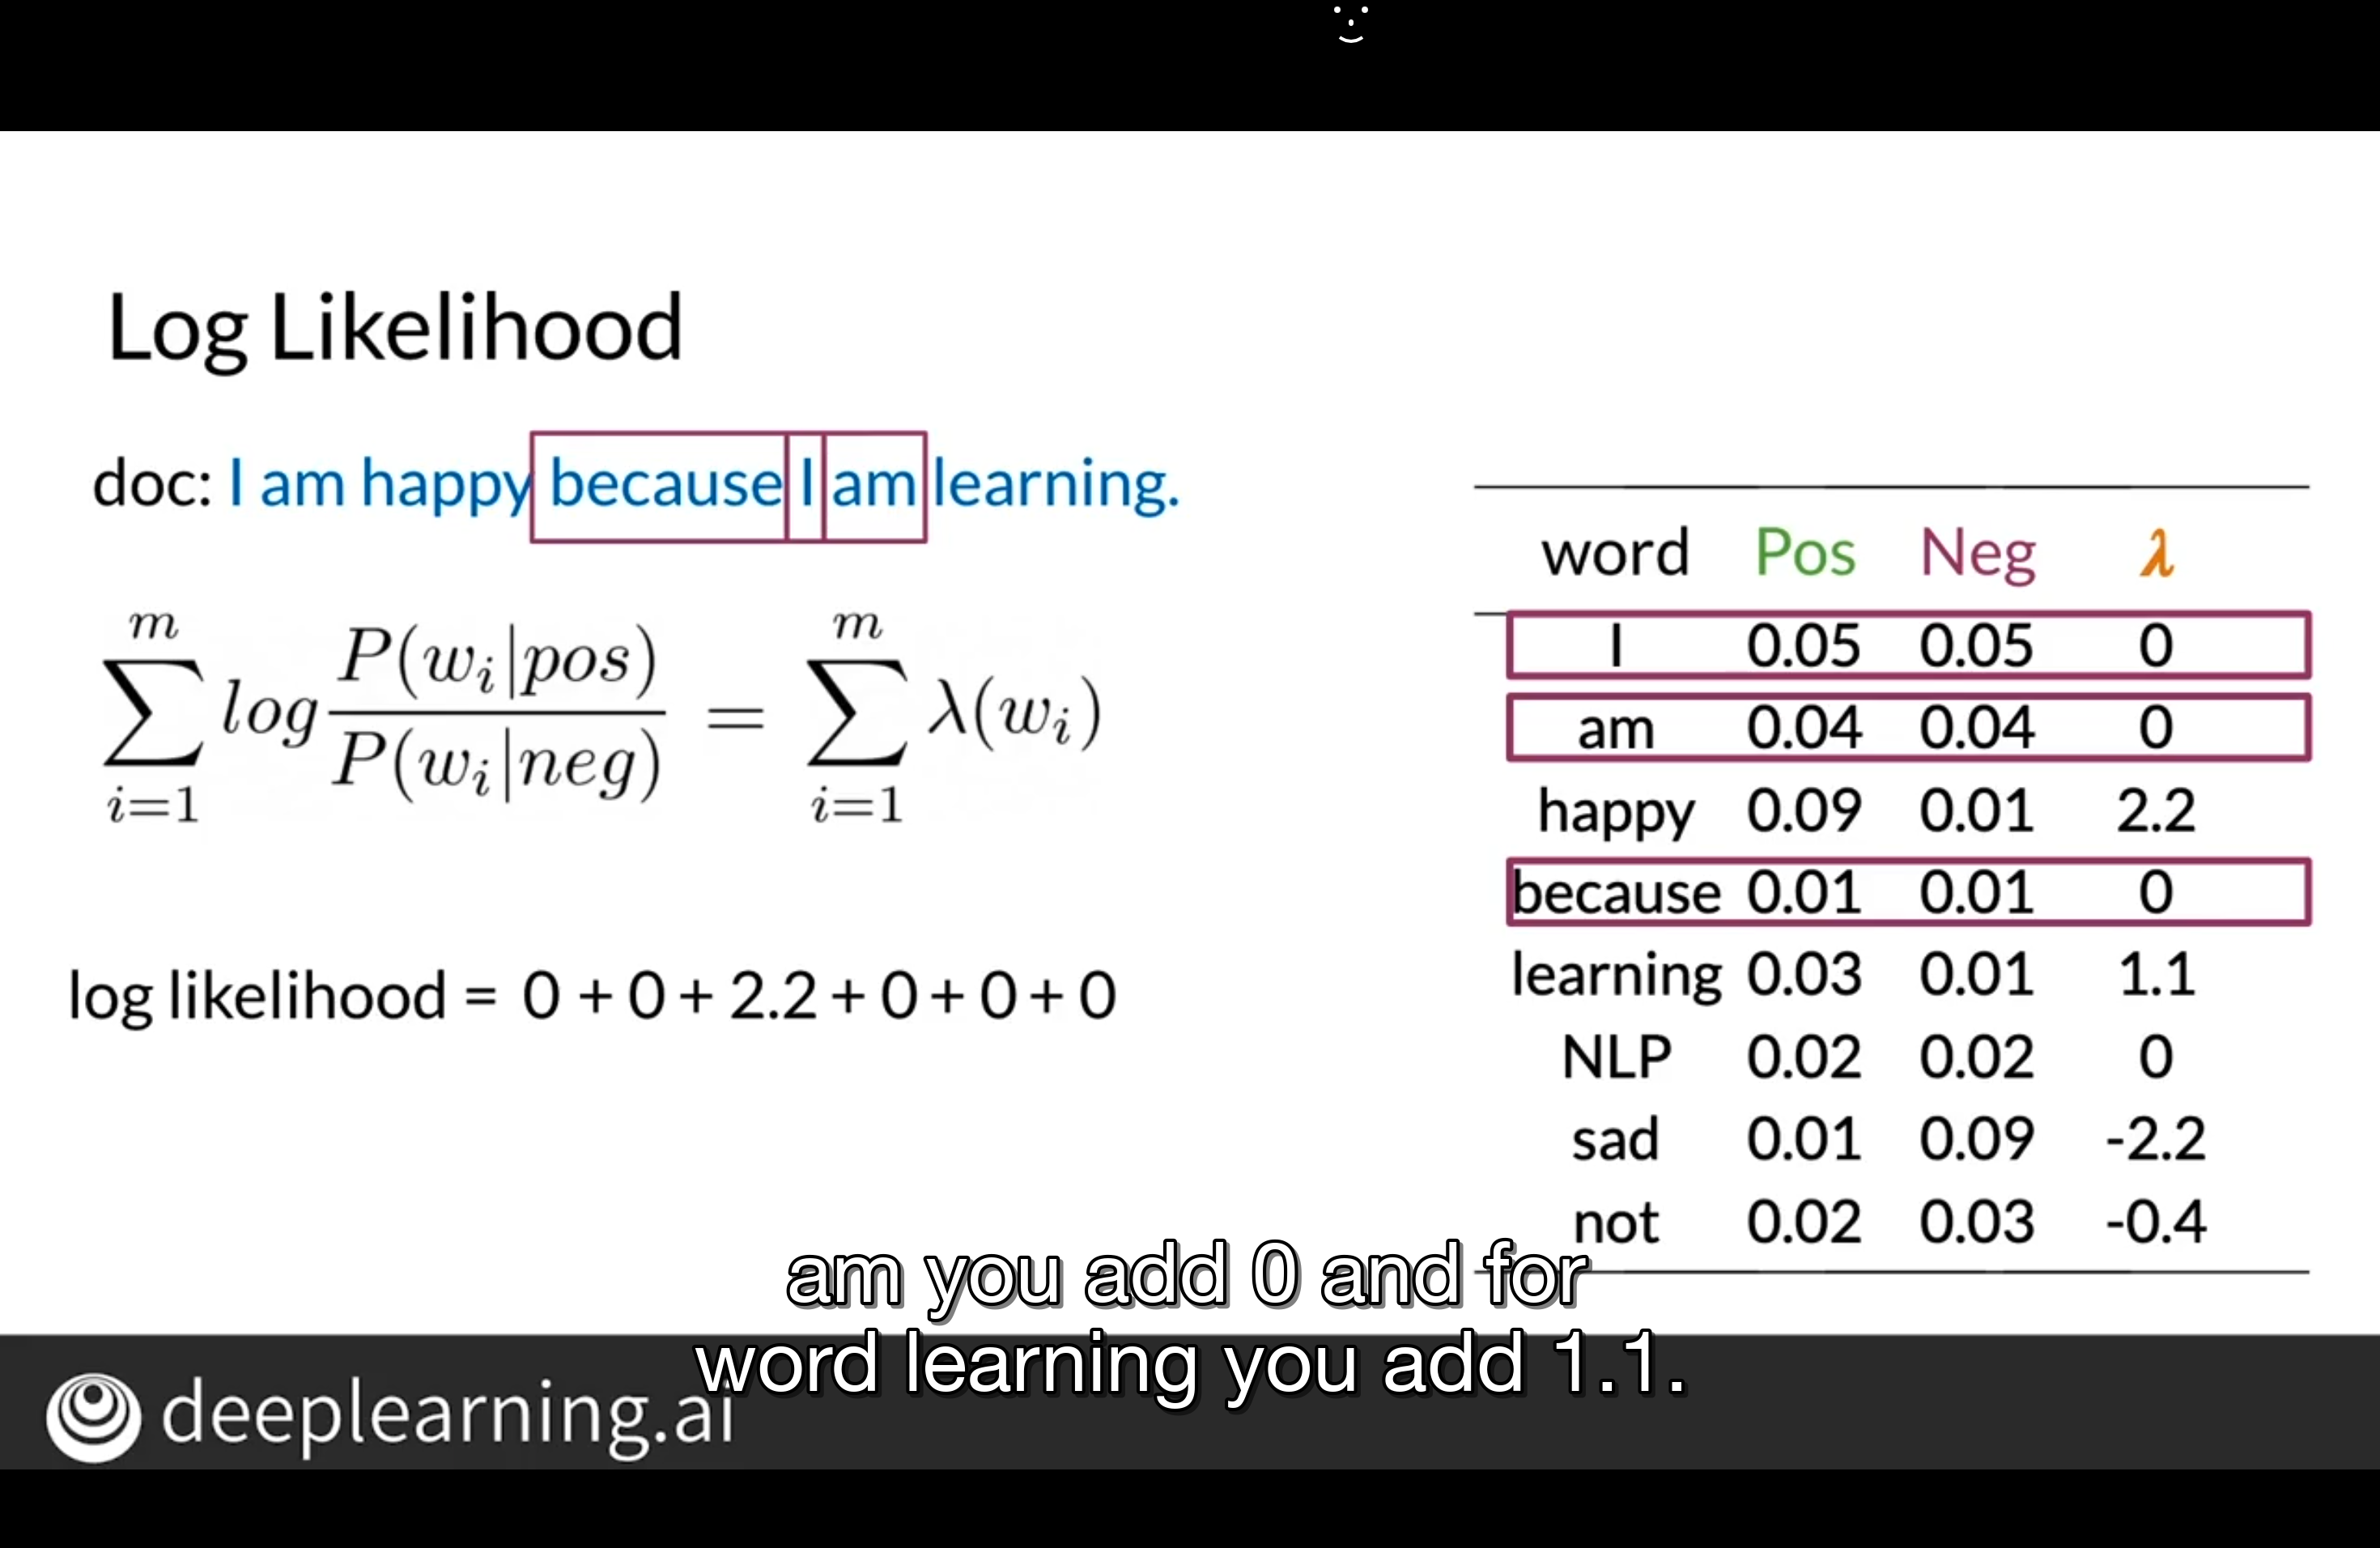 Log Likelihood
doc: I am happy because I am learning.
m m
∑ log P(w_i|pos) / P(w_i|neg) = ∑ λ(w_i)
i=1 i=1
log likelihood = 0 + 0 + 2.2 + 0 + 0 + 0
word Pos Neg λ
I 0.05 0.05 0
am 0.04 0.04 0
happy 0.09 0.01 2.2
because 0.01 0.01 0
learning 0.03 0.01 1.1
NLP 0.02 0.02 0
sad 0.01 0.09 -2.2
not 0.02 0.03 -0.4
am you add 0 and for
word learning you add 1.1.
deeplearning.ai